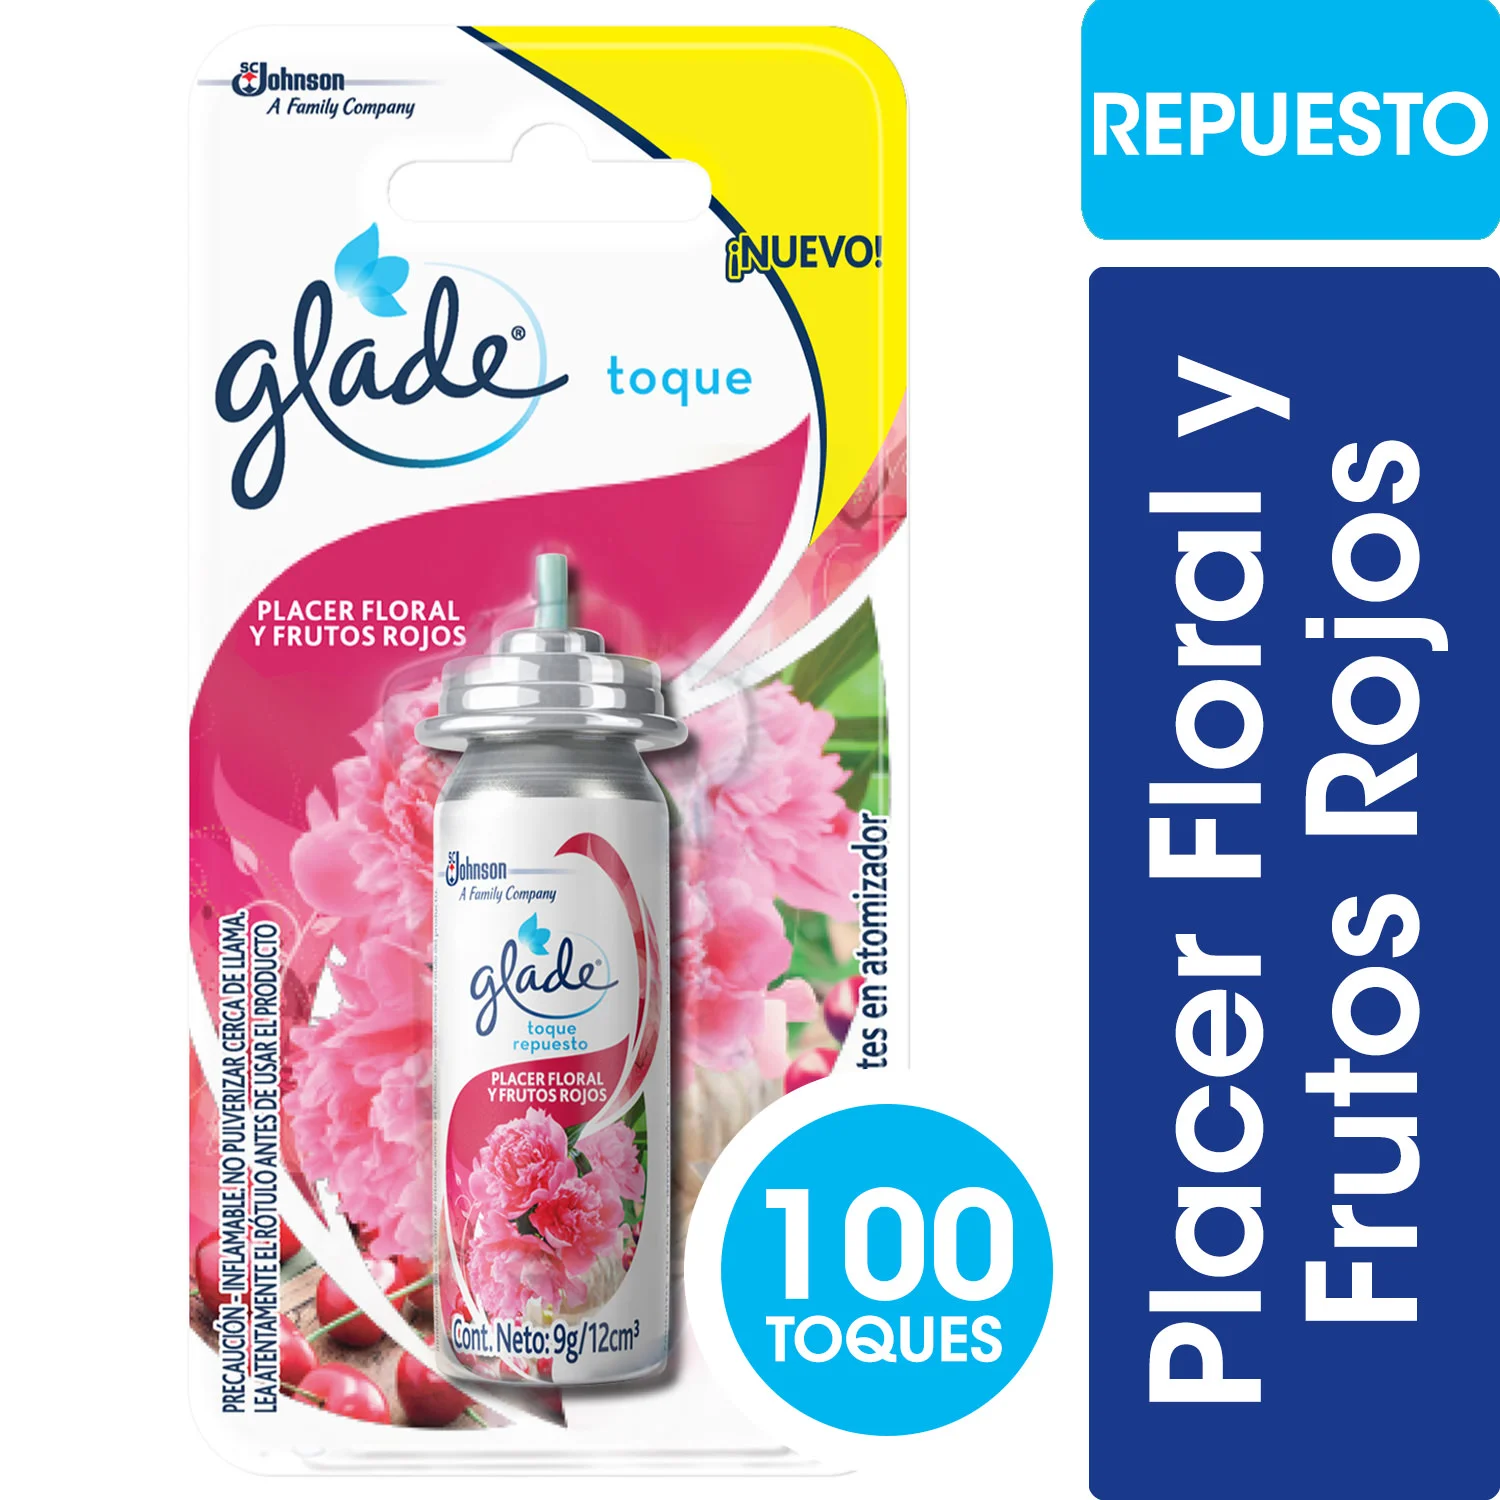 SC Johnson
A Family Company
¡NUEVO!
glade®
toque
PLACER FLORAL
Y FRUTOS ROJOS
SC Johnson
A Family Company
glade®
toque
repuesto
PLACER FLORAL
Y FRUTOS ROJOS
Cont. Neto: 9g/12cm³
PRECAUCIÓN - INFLAMABLE. NO PULVERIZAR CERCA DE LLAMA.
LEA ATENTAMENTE EL RÓTULO ANTES DE USAR EL PRODUCTO
tes en atomizador
100
TOQUES
REPUESTO
Placer Floral y
Frutos Rojos